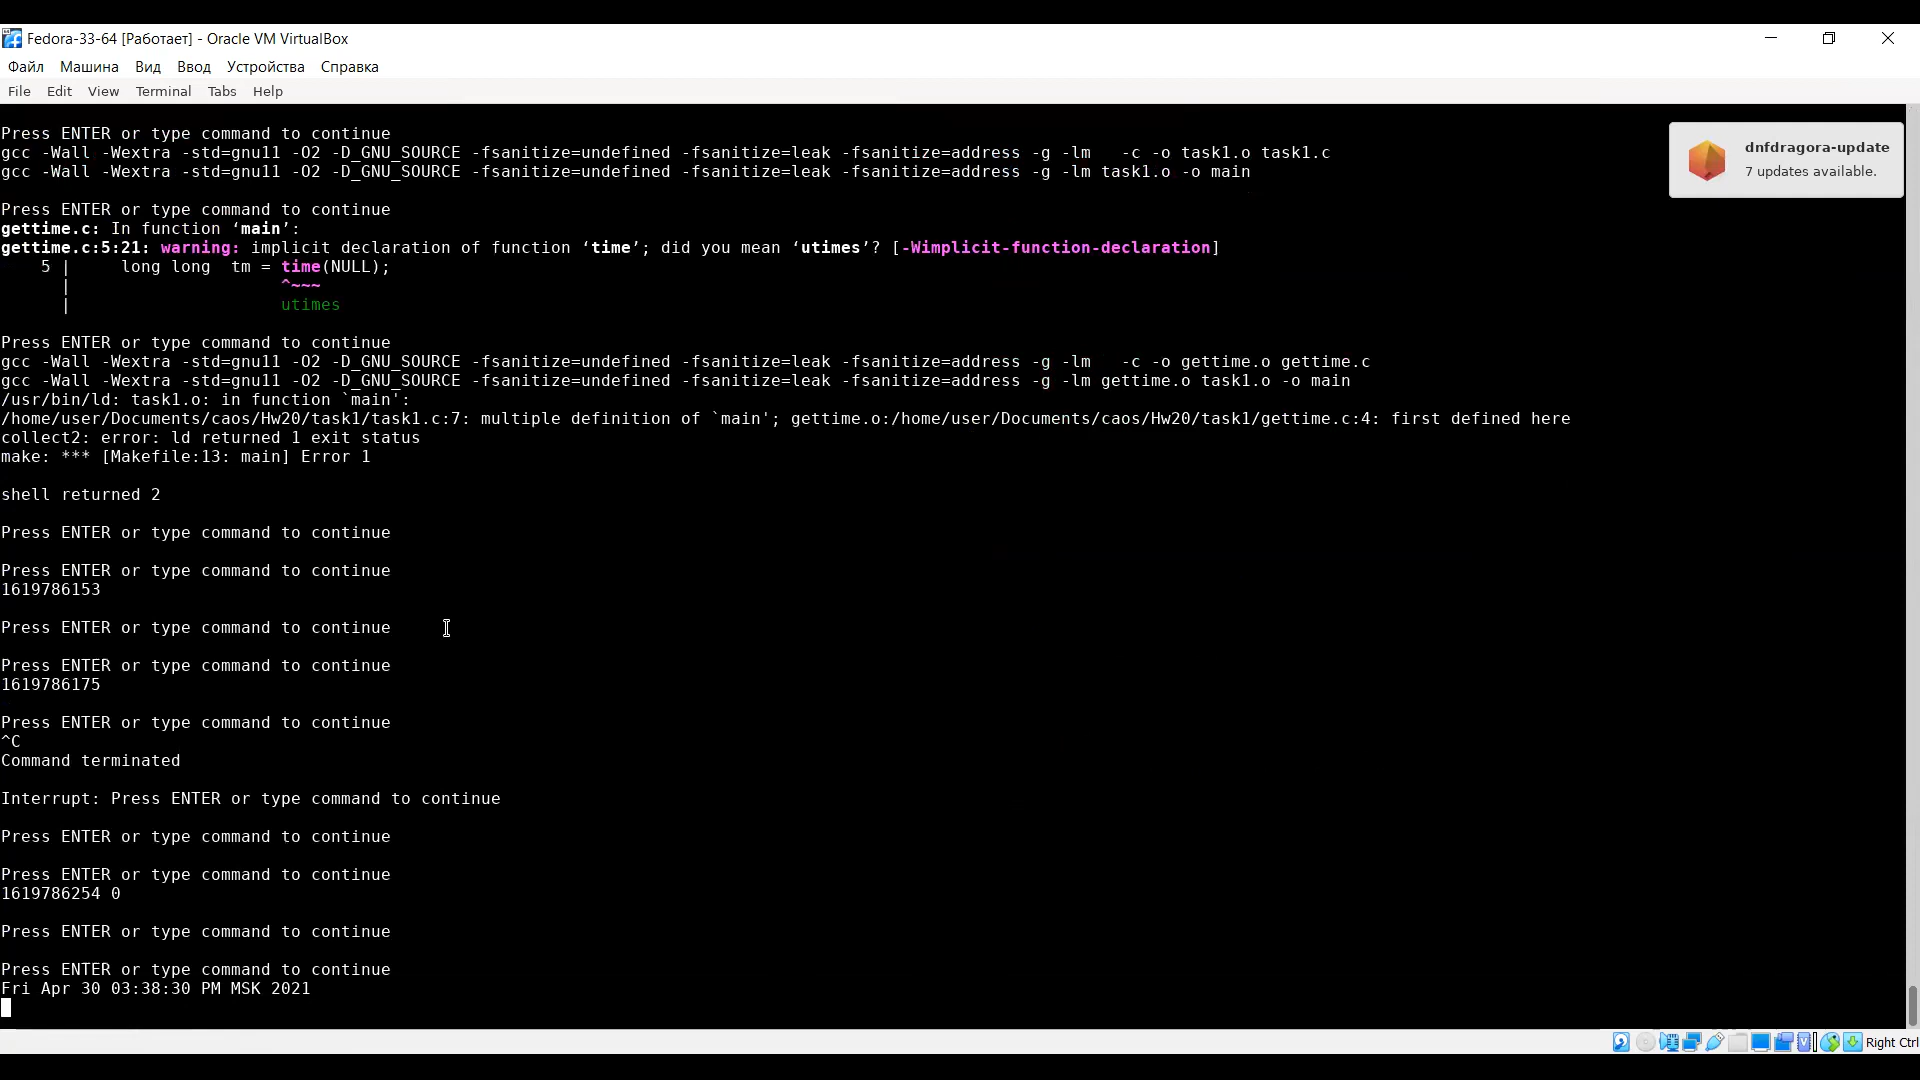 Fedora-33-64 [Работает] - Oracle VM VirtualBox
Файл Машина Вид Ввод Устройства Справка
File Edit View Terminal Tabs Help
Press ENTER or type command to continue
gcc -Wall -Wextra -std=gnu11 -O2 -D_GNU_SOURCE -fsanitize=undefined -fsanitize=leak -fsanitize=address -g -lm   -c -o task1.o task1.c
gcc -Wall -Wextra -std=gnu11 -O2 -D_GNU_SOURCE -fsanitize=undefined -fsanitize=leak -fsanitize=address -g -lm task1.o -o main
dnfdragora-update
7 updates available.
Press ENTER or type command to continue
gettime.c: In function ‘main’:
gettime.c:5:21: warning: implicit declaration of function ‘time’; did you mean ‘utimes’? [-Wimplicit-function-declaration]
    5 |     long long  tm = time(NULL);
      |                     ^~~~
      |                     utimes
Press ENTER or type command to continue
gcc -Wall -Wextra -std=gnu11 -O2 -D_GNU_SOURCE -fsanitize=undefined -fsanitize=leak -fsanitize=address -g -lm   -c -o gettime.o gettime.c
gcc -Wall -Wextra -std=gnu11 -O2 -D_GNU_SOURCE -fsanitize=undefined -fsanitize=leak -fsanitize=address -g -lm gettime.o task1.o -o main
/usr/bin/ld: task1.o: in function `main':
/home/user/Documents/caos/Hw20/task1/task1.c:7: multiple definition of `main'; gettime.o:/home/user/Documents/caos/Hw20/task1/gettime.c:4: first defined here
collect2: error: ld returned 1 exit status
make: *** [Makefile:13: main] Error 1
shell returned 2
Press ENTER or type command to continue
Press ENTER or type command to continue
1619786153
Press ENTER or type command to continue
Press ENTER or type command to continue
1619786175
Press ENTER or type command to continue
^C
Command terminated
Interrupt: Press ENTER or type command to continue
Press ENTER or type command to continue
Press ENTER or type command to continue
1619786254 0
Press ENTER or type command to continue
Press ENTER or type command to continue
Fri Apr 30 03:38:30 PM MSK 2021
Right Ctrl